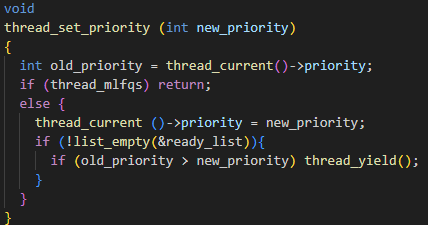 void
thread_set_priority (int new_priority)
{
  int old_priority = thread_current()->priority;
  if (thread_mlfqs) return;
  else {
    thread_current ()->priority = new_priority;
    if (!list_empty(&ready_list)){
      if (old_priority > new_priority) thread_yield();
    }
  }
}